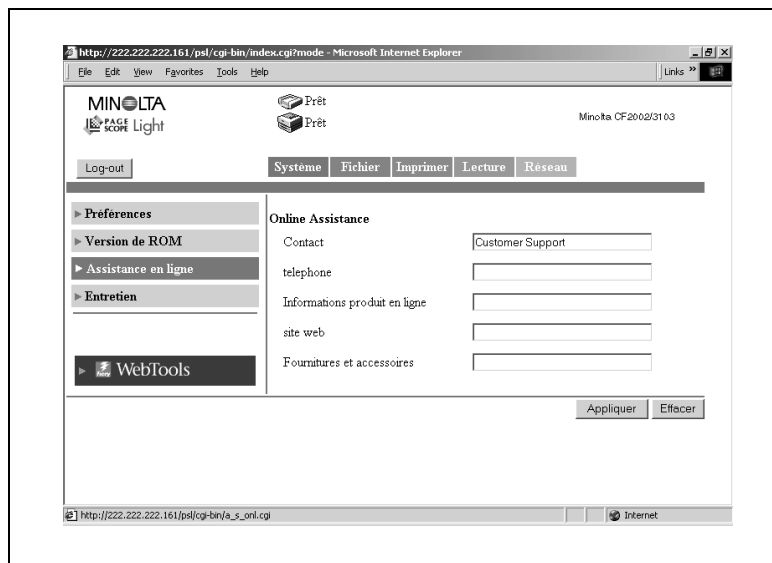 http://222.222.222.161/psl/cgi-bin/index.cgi?mode - Microsoft Internet Explorer
File Edit View Favorites Tools Help
Links »
MINOLTA
PAGE SCOPE Light
Prêt
Prêt
Minolta CF2002/3103
Log-out
Système Fichier Imprimer Lecture Réseau
Préférences
Version de ROM
Assistance en ligne
Entretien
WebTools
Online Assistance
Contact Customer Support
telephone
Informations produit en ligne
site web
Fournitures et accessoires
Appliquer Effacer
http://222.222.222.161/psl/cgi-bin/a_s_onl.cgi
Internet